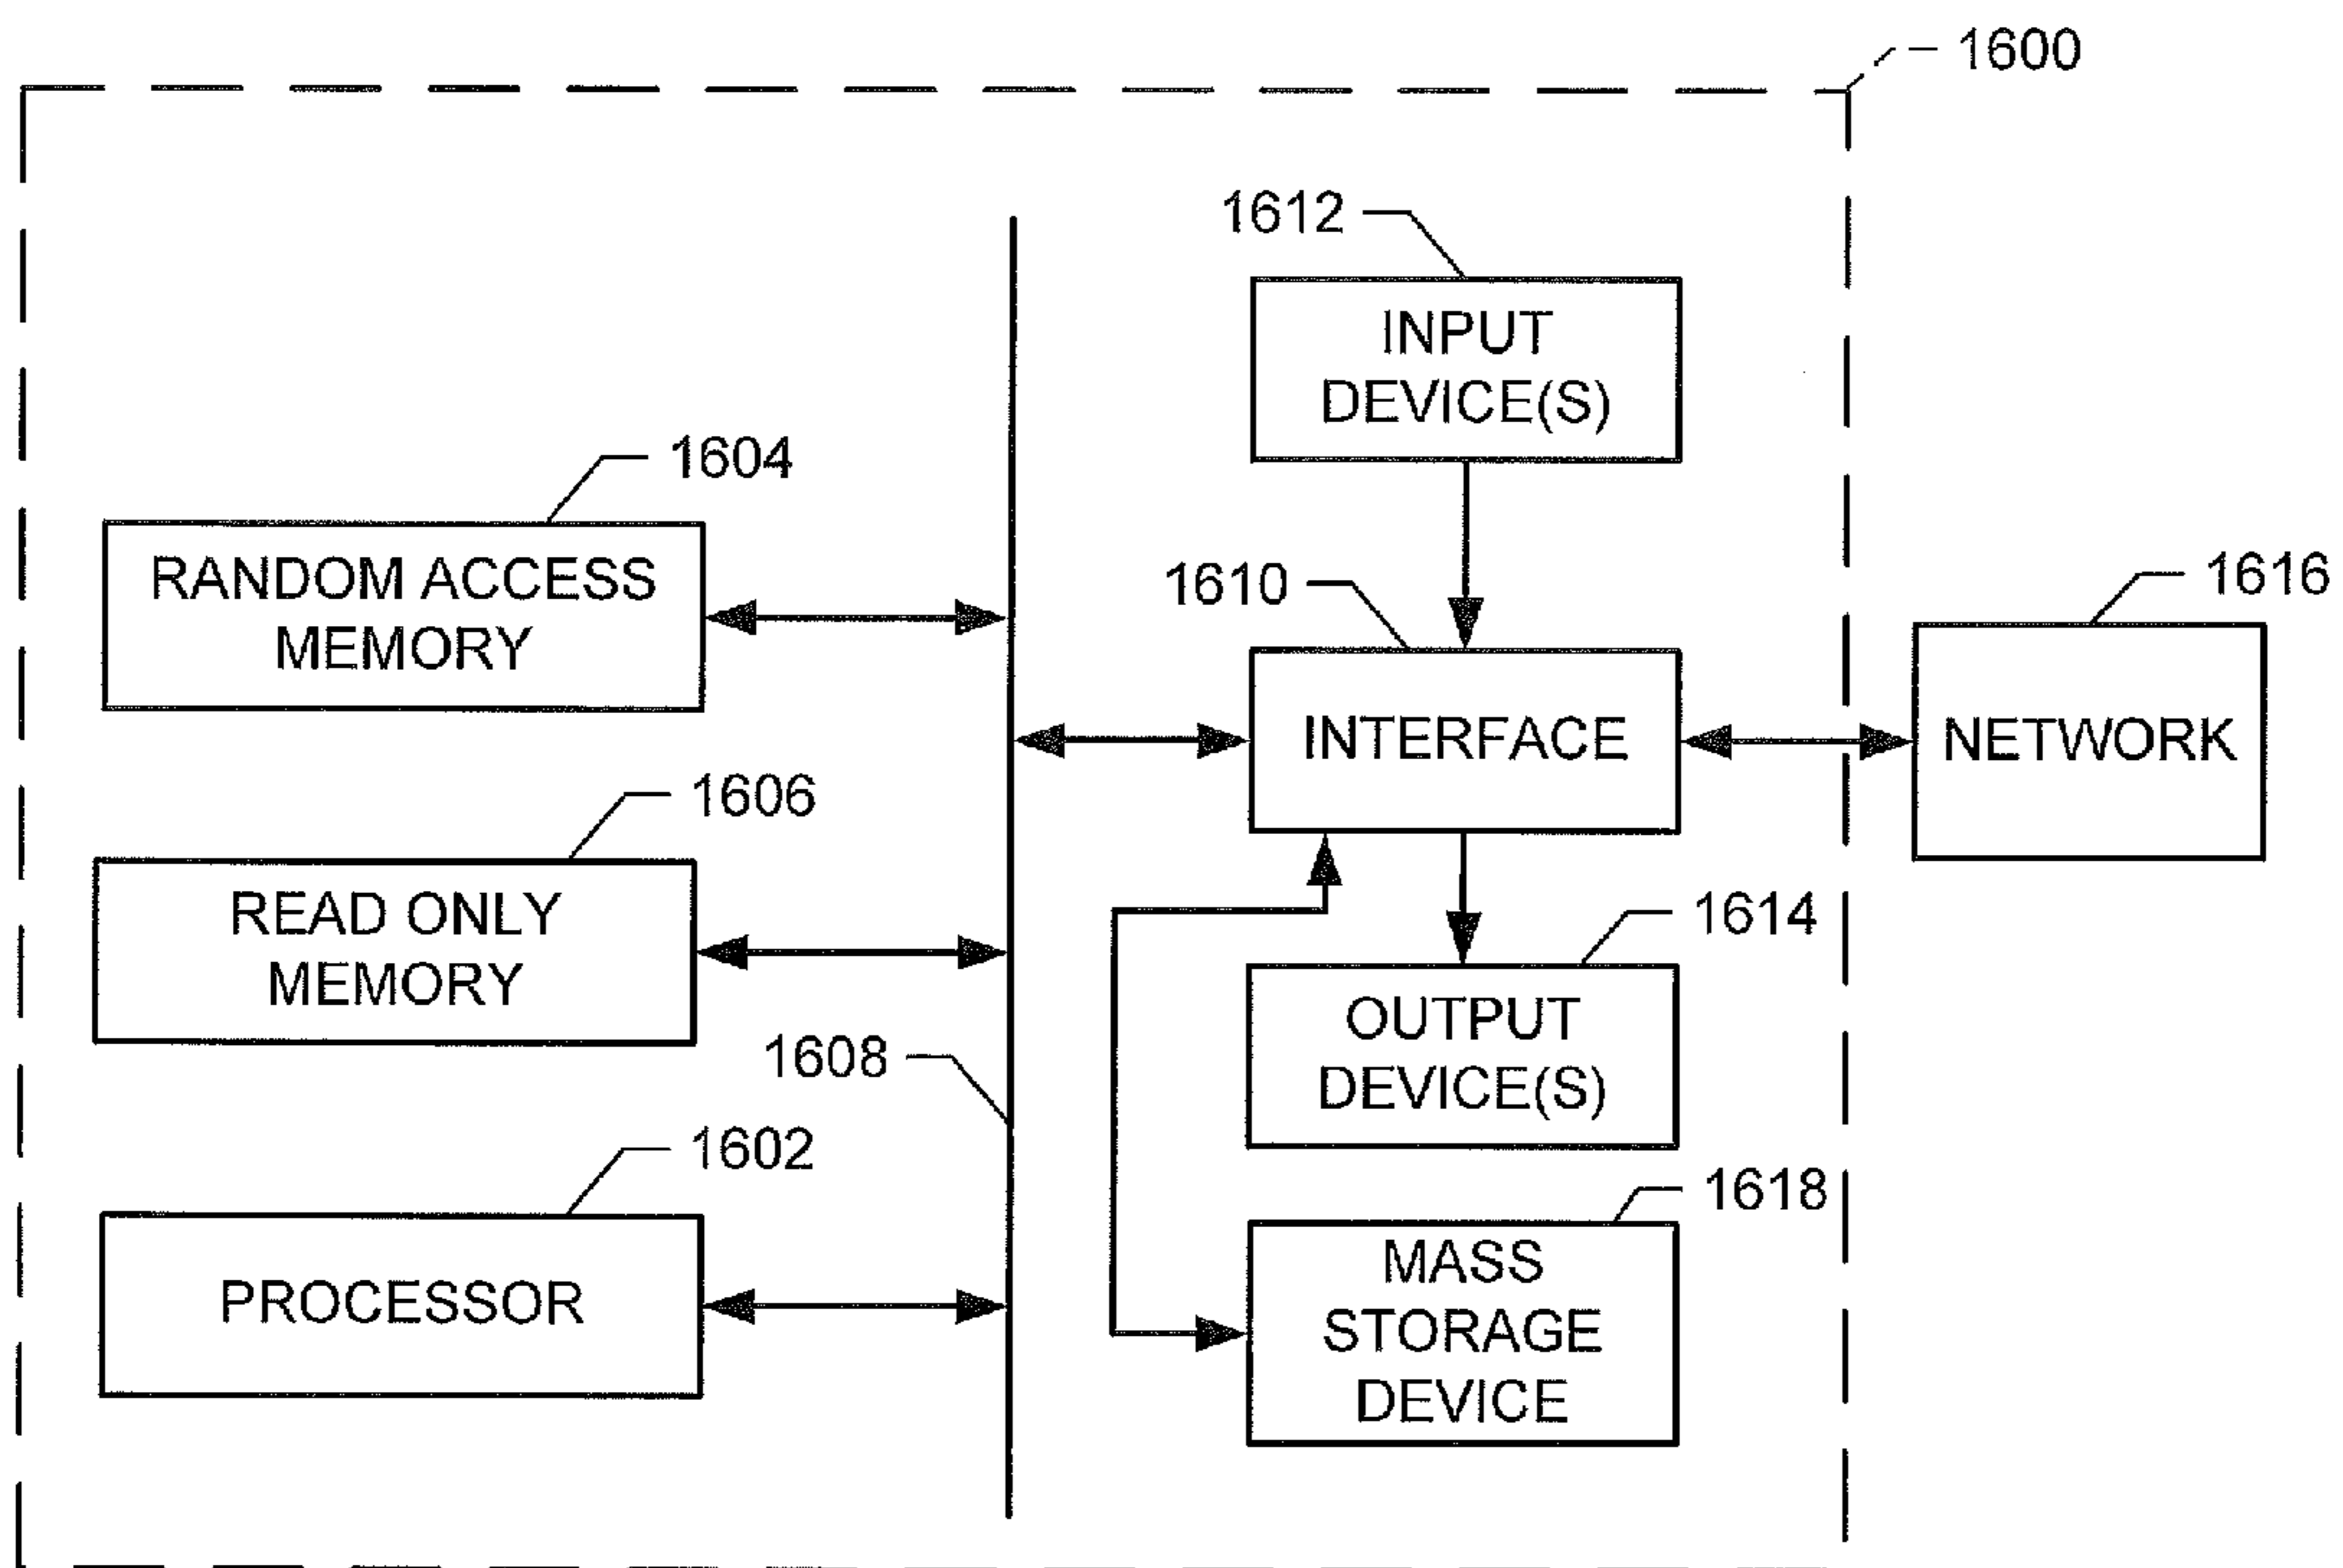 1600
1612
INPUT
DEVICE(S)
1604
RANDOM ACCESS
MEMORY
1610
INTERFACE
1616
NETWORK
1606
READ ONLY
MEMORY
1608
1614
OUTPUT
DEVICE(S)
1602
PROCESSOR
1618
MASS
STORAGE
DEVICE